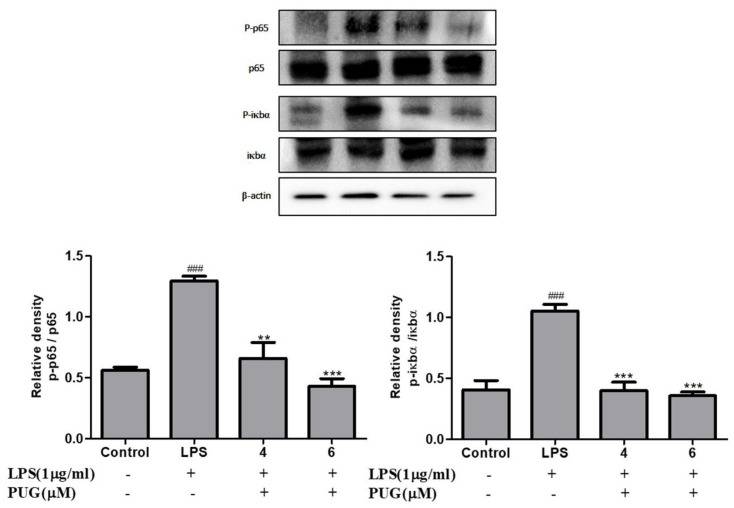 P-p65
p65
P-iκbα
iκbα
β-actin
Relative density
p-p65 / p65
1.5
1.0
0.5
0.0
###
**
***
Control LPS 4 6
LPS(1μg/ml) - + + +
PUG(μM) - - + +
Relative density
p-iκbα /iκbα
1.5
1.0
0.5
0.0
###
***
***
Control LPS 4 6
LPS(1μg/ml) - + + +
PUG(μM) - - + +